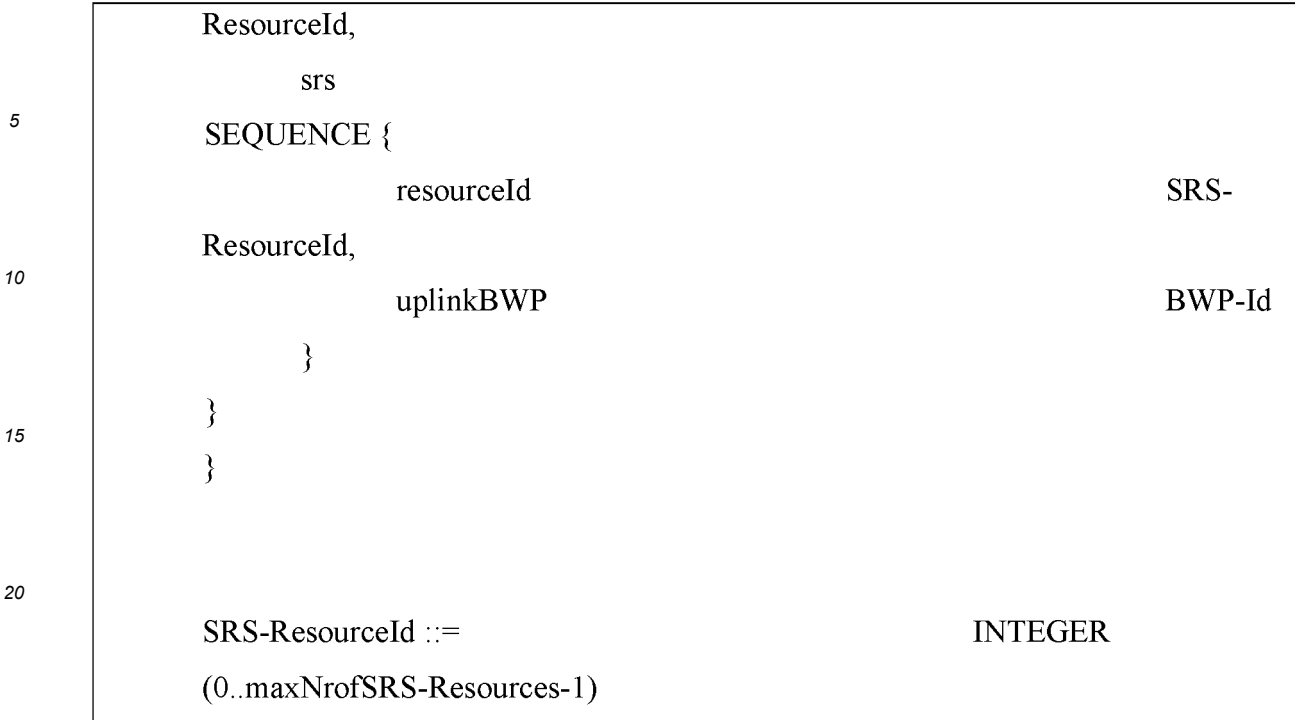 ResourceId,
srs
5
SEQUENCE {
resourceId SRS-
ResourceId,
10
uplinkBWP BWP-Id
}
}
15
}
20
SRS-ResourceId ::= INTEGER
(0..maxNrofSRS-Resources-1)